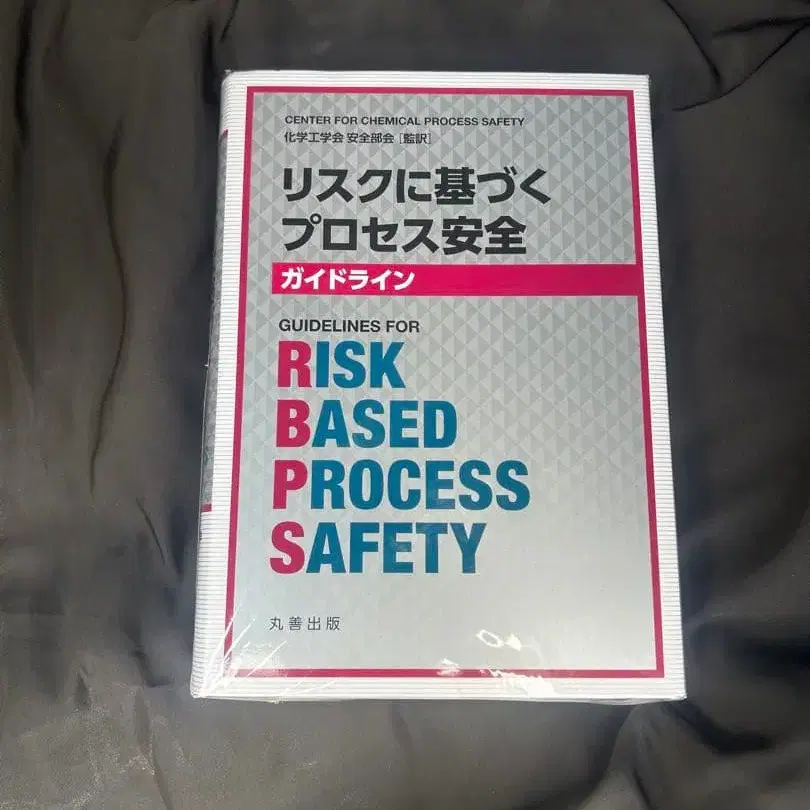 CENTER FOR CHEMICAL PROCESS SAFETY
化学工学会 安全部会 [監訳]
リスクに基づく
プロセス安全
ガイドライン
GUIDELINES FOR
RISK
BASED
PROCESS
SAFETY
丸善出版